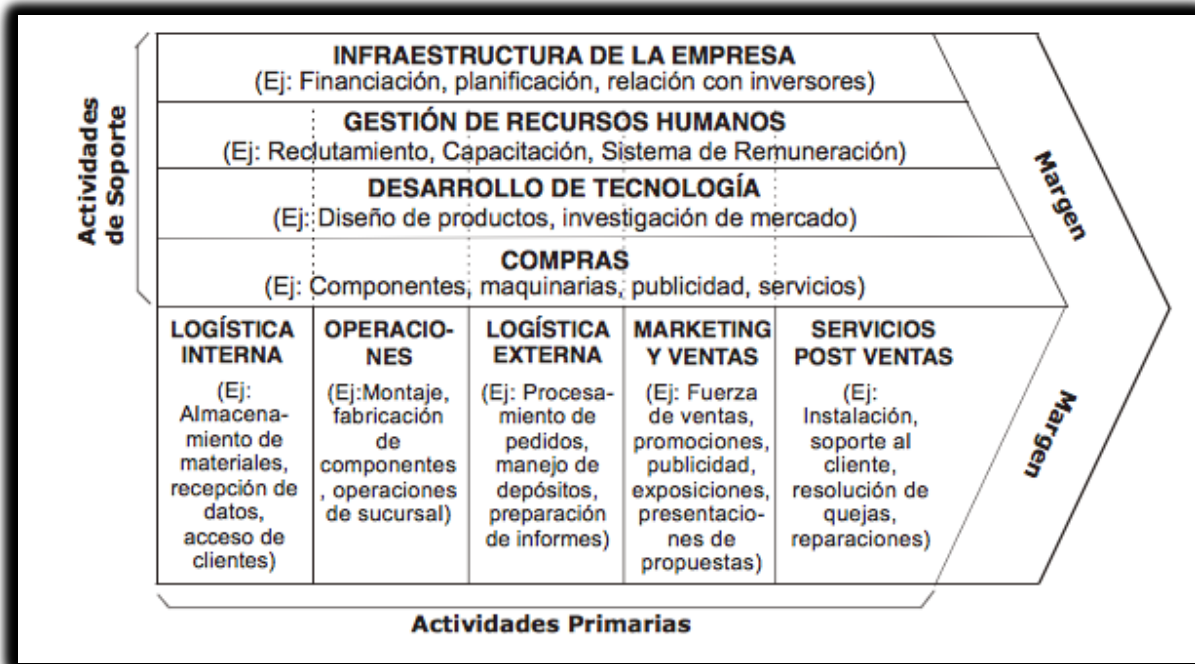 Actividades
de Soporte
INFRAESTRUCTURA DE LA EMPRESA
(Ej: Financiación, planificación, relación con inversores)
GESTIÓN DE RECURSOS HUMANOS
(Ej: Reclutamiento, Capacitación, Sistema de Remuneración)
DESARROLLO DE TECNOLOGÍA
(Ej: Diseño de productos, investigación de mercado)
COMPRAS
(Ej: Componentes, maquinarias, publicidad, servicios)
Margen
LOGÍSTICA
INTERNA
(Ej:
Almacena-
miento de
materiales,
recepción de
datos,
acceso de
clientes)
OPERACIO-
NES
(Ej:Montaje,
fabricación
de
componentes
, operaciones
de sucursal)
LOGÍSTICA
EXTERNA
(Ej: Procesa-
miento de
pedidos,
manejo de
depósitos,
preparación
de informes)
MARKETING
Y VENTAS
(Ej: Fuerza
de ventas,
promociones,
publicidad,
exposiciones,
presentacio-
nes de
propuestas)
SERVICIOS
POST VENTAS
(Ej:
Instalación,
soporte al
cliente,
resolución de
quejas,
reparaciones)
Margen
Actividades Primarias